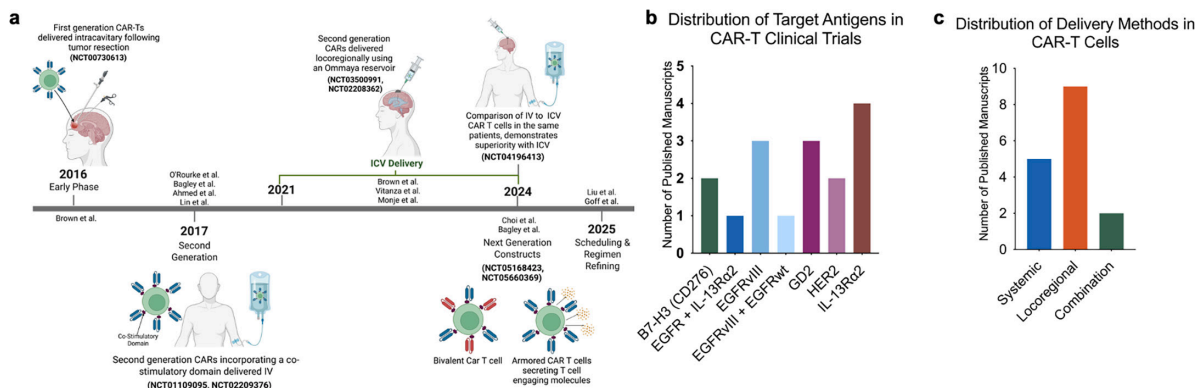 a
First generation CAR-Ts
delivered intracavitary following
tumor resection
(NCT00730613)
Second generation
CARs delivered
locoregionally using
an Ommaya reservoir
(NCT03500991,
NCT02208362)
Comparison of IV to ICV
CAR T cells in the same
patients, demonstrates
superiority with ICV
(NCT04196413)
2016
Early Phase
Brown et al.
O'Rourke et al.
Bagley et al.
Ahmed et al.
Lin et al.
2017
Second
Generation
Co-Stimulatory
Domain
Second generation CARs incorporating a co-
stimulatory domain delivered IV
(NCT01109095, NCT02209376)
2021
ICV Delivery
Brown et al.
Vitanza et al.
Monje et al.
2024
Choi et al.
Bagley et al.
Next Generation
Constructs
(NCT05168423,
NCT05660369)
Bivalent Car T cell
Armored CAR T cells
secreting T cell
engaging molecules
Liu et al.
Goff et al.
2025
Scheduling &
Regimen
Refining
b
Distribution of Target Antigens in
CAR-T Clinical Trials
Number of Published Manuscripts
5
4
3
2
1
0
B7-H3 (CD276)
EGFR + IL-13Rα2
EGFRvIII
EGFRvIII + EGFRwt
GD2
HER2
IL-13Rα2
c
Distribution of Delivery Methods in
CAR-T Cells
Number of Published Manuscripts
10
8
6
4
2
0
Systemic
Locoregional
Combination